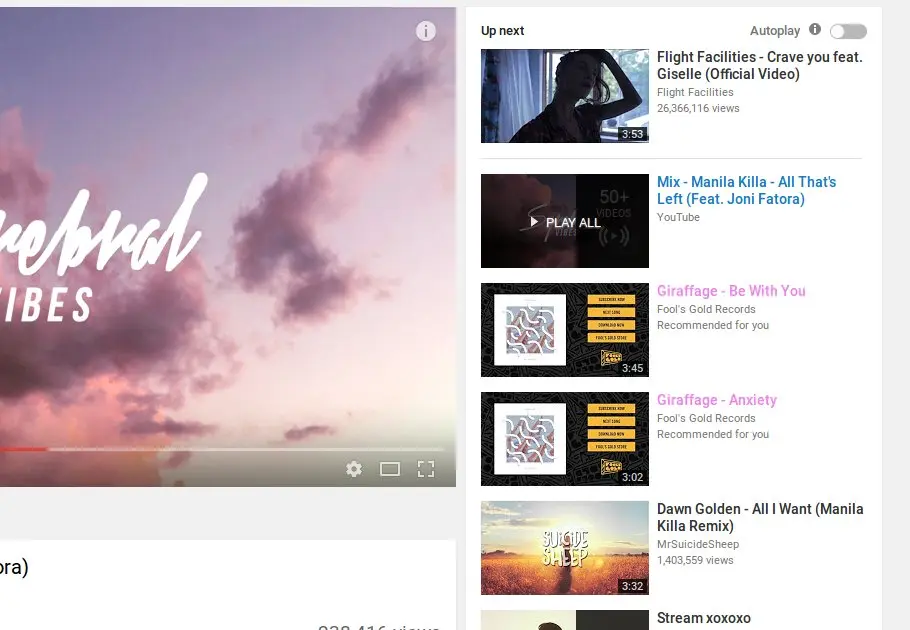 rebral
VIBES
ora)
Up next
Autoplay
3:53
Flight Facilities - Crave you feat.
Giselle (Official Video)
Flight Facilities
26,366,116 views
50+
VIDEOS
PLAY ALL
VIBES
Mix - Manila Killa - All That's
Left (Feat. Joni Fatora)
YouTube
SUBSCRIBE NOW
NEXT SONG
DOWNLOAD NOW
FOOL'S GOLD STORE
3:45
Giraffage - Be With You
Fool's Gold Records
Recommended for you
SUBSCRIBE NOW
NEXT SONG
DOWNLOAD NOW
FOOL'S GOLD STORE
3:02
Giraffage - Anxiety
Fool's Gold Records
Recommended for you
SUICIDE
SHEEP
3:32
Dawn Golden - All I Want (Manila
Killa Remix)
MrSuicideSheep
1,403,559 views
Stream xoxoxo